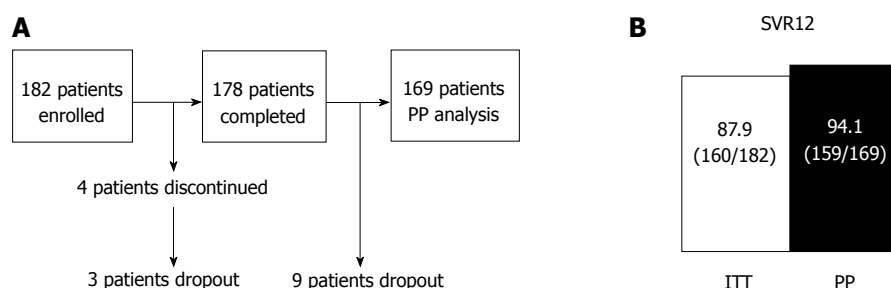 A
182 patients
enrolled
178 patients
completed
169 patients
PP analysis
4 patients discontinued
3 patients dropout
9 patients dropout
B
SVR12
87.9
(160/182)
94.1
(159/169)
ITT
PP